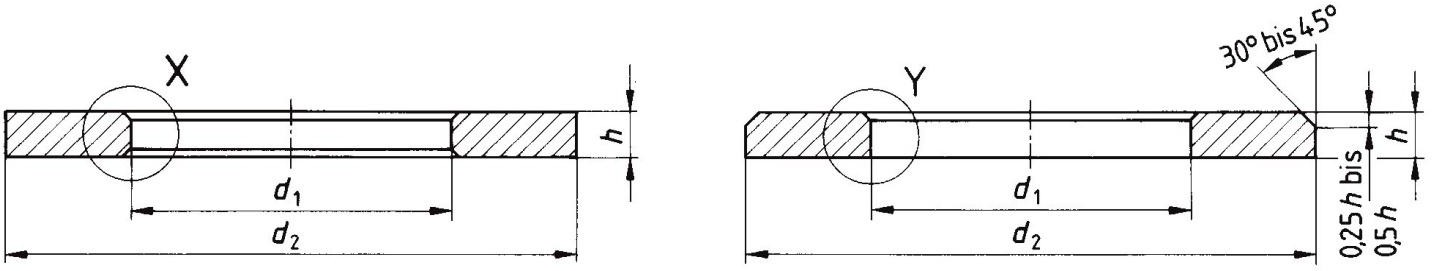 X
h
d₁
d₂
Y
30° bis 45°
h
0,25 h bis
0,5 h
d₁
d₂